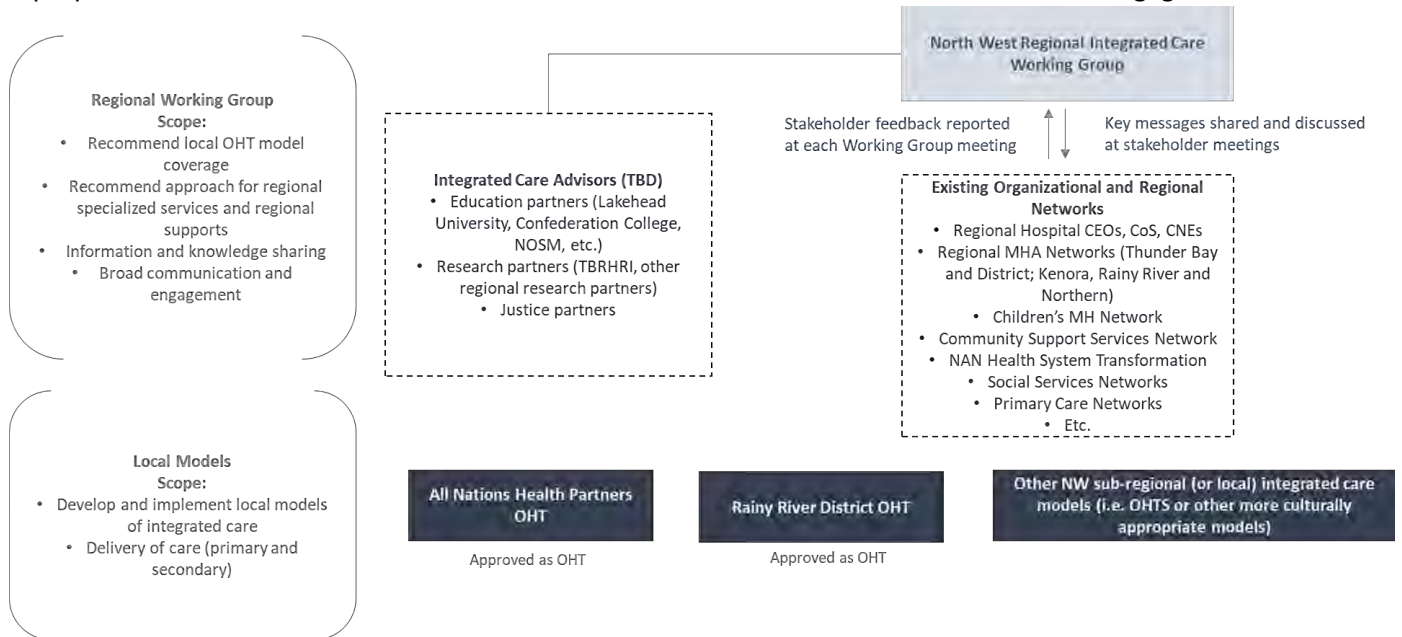 North West Regional Integrated Care
Working Group
Regional Working Group
Scope:
• Recommend local OHT model
coverage
• Recommend approach for regional
specialized services and regional
supports
• Information and knowledge sharing
• Broad communication and
engagement
Stakeholder feedback reported
at each Working Group meeting
Key messages shared and discussed
at stakeholder meetings
Integrated Care Advisors (TBD)
• Education partners (Lakehead
University, Confederation College,
NOSM, etc.)
• Research partners (TBRHRI, other
regional research partners)
• Justice partners
Existing Organizational and Regional
Networks
• Regional Hospital CEOs, CoS, CNEs
• Regional MHA Networks (Thunder Bay
and District; Kenora, Rainy River and
Northern)
• Children's MH Network
• Community Support Services Network
• NAN Health System Transformation
• Social Services Networks
• Primary Care Networks
• Etc.
Local Models
Scope:
• Develop and implement local models
of integrated care
• Delivery of care (primary and
secondary)
All Nations Health Partners
OHT
Approved as OHT
Rainy River District OHT
Approved as OHT
Other NW sub-regional (or local) integrated care
models (i.e. OHTS or other more culturally
appropriate models)